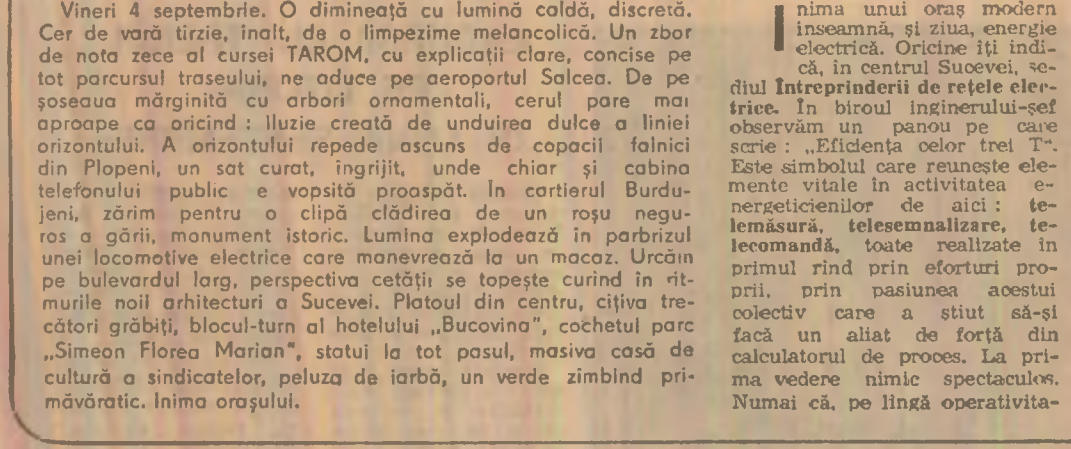 Vineri 4 septembrie. O dimineață cu lumină caldă, discretă.
Cer de vară tîrzie, înalt, de o limpezime melancolică. Un zbor
de nota zece al cursei TAROM, cu explicații clare, concise pe
tot parcursul traseului, ne aduce pe aeroportul Salcea. De pe
șoseaua mărginită cu arbori ornamentali, cerul pare mai
aproape ca oricînd : iluzie creată de unduirea dulce a liniei
orizontului. A orizontului repede ascuns de copacii falnici
din Plopeni, un sat curat, îngrijit, unde chiar și cabina
telefonului public e vopsită proaspăt. În cartierul Burdu-
jeni, zărim pentru o clipă clădirea de un roșu negu-
ros a gării, monument istoric. Lumina explodează în parbrizul
unei locomotive electrice care manevrează la un macaz. Urcăm
pe bulevardul larg, perspectiva cetății se topește curînd în rit-
murile noii arhitecturi a Sucevei. Platoul din centru, cîțiva tre-
cători grăbiți, blocul-turn al hotelului „Bucovina", cochetul parc
„Simeon Florea Marian", statui la tot pasul, masiva casă de
cultură a sindicatelor, peluza de iarbă, un verde zîmbind pri-
măvăratic. Inima orașului.
Inima unui oraș modern
înseamnă, și ziua, energie
electrică. Oricine îți indi-
că, în centrul Sucevei, se-
diul Întreprinderii de rețele elec-
trice. În biroul inginerului-șef
observăm un panou pe care
scrie : „Eficiența celor trei T".
Este simbolul care reunește ele-
mente vitale în activitatea e-
nergeticienilor de aici : te-
lemăsură, telesemnalizare, te-
lecomandă, toate realizate în
primul rînd prin eforturi pro-
prii, prin pasiunea acestui
colectiv care a știut să-și
facă un aliat de forță din
calculatorul de proces. La pri-
ma vedere nimic spectaculos.
Numai că, pe lîngă operativita-